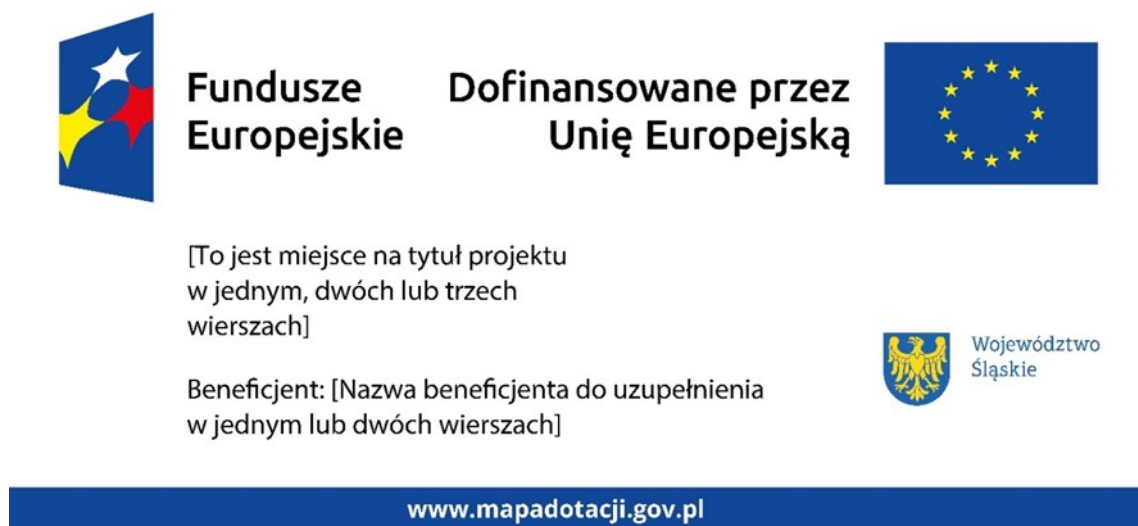 Fundusze
Europejskie
Dofinansowane przez
Unię Europejską
[To jest miejsce na tytuł projektu
w jednym, dwóch lub trzech
wierszach]
Beneficjent: [Nazwa beneficjenta do uzupełnienia
w jednym lub dwóch wierszach]
Województwo
Śląskie
www.mapadotacji.gov.pl